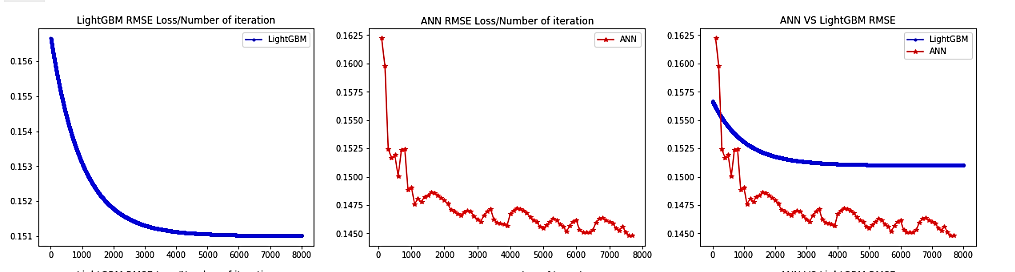 LightGBM RMSE Loss/Number of iteration
LightGBM
0.156
0.155
0.154
0.153
0.152
0.151
0 1000 2000 3000 4000 5000 6000 7000 8000
ANN RMSE Loss/Number of iteration
ANN
0.1625
0.1600
0.1575
0.1550
0.1525
0.1500
0.1475
0.1450
0 1000 2000 3000 4000 5000 6000 7000 8000
ANN VS LightGBM RMSE
LightGBM
ANN
0.1625
0.1600
0.1575
0.1550
0.1525
0.1500
0.1475
0.1450
0 1000 2000 3000 4000 5000 6000 7000 8000